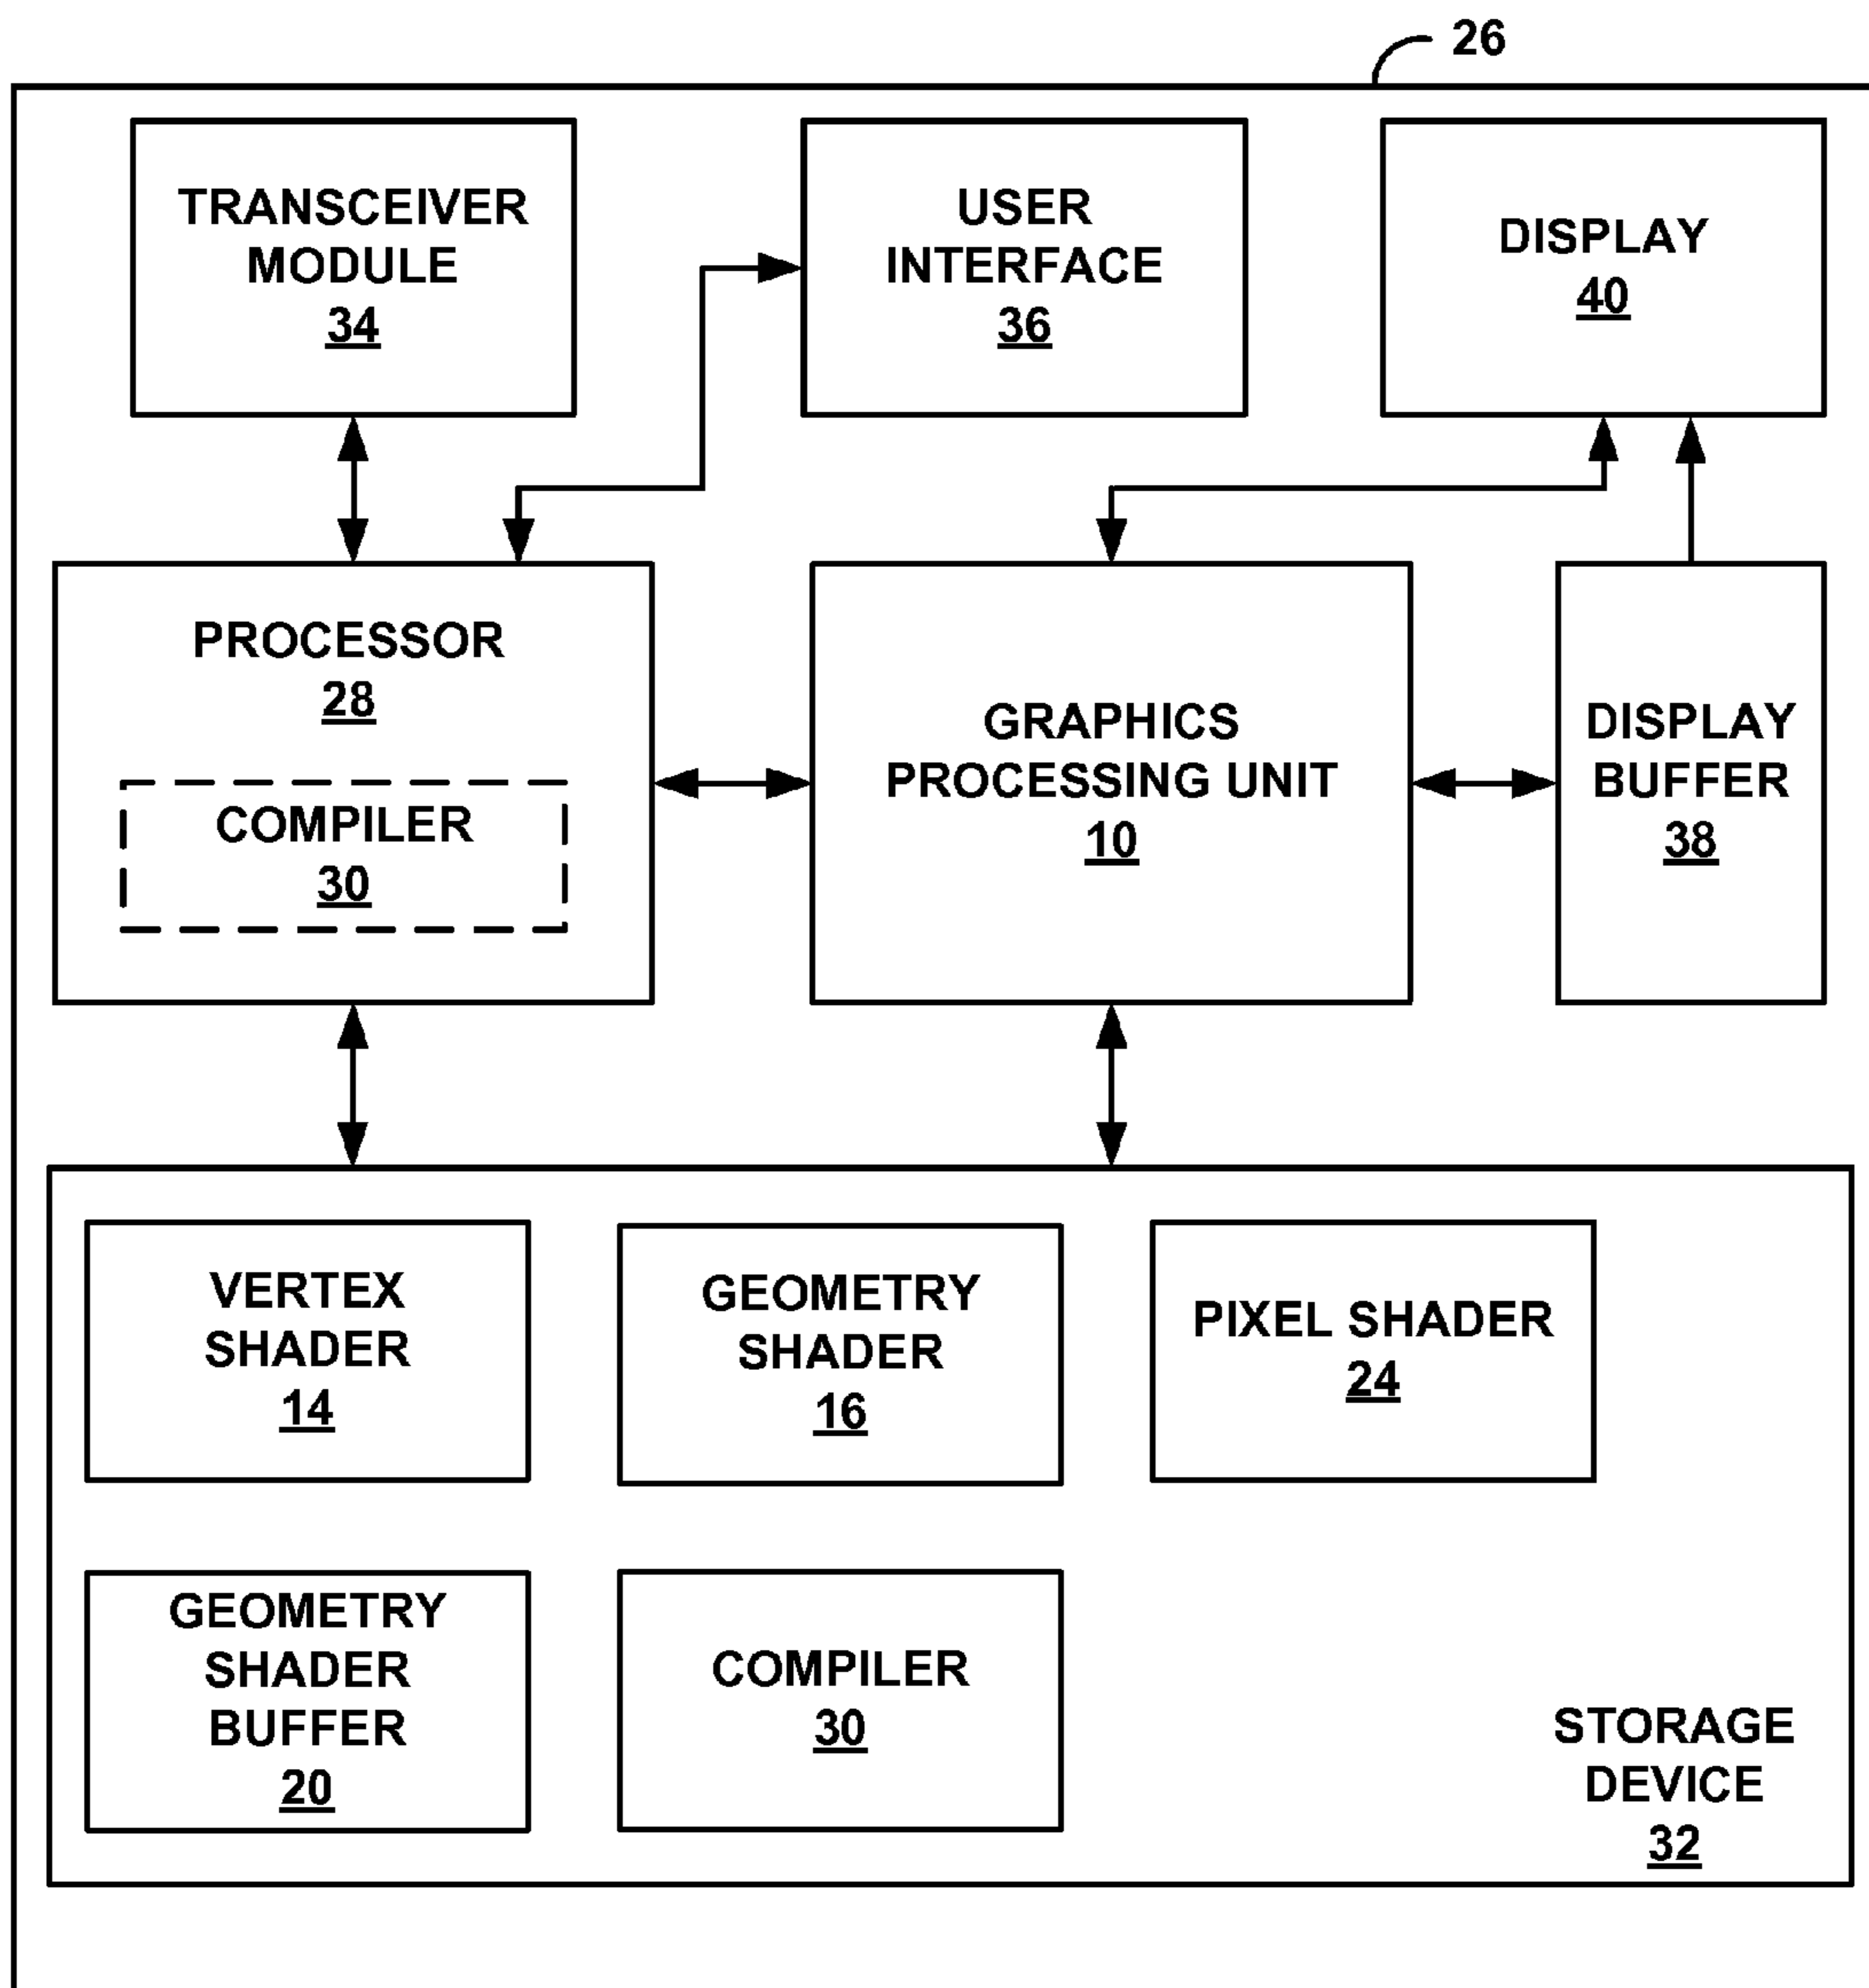 26
TRANSCEIVER
MODULE
34
USER
INTERFACE
36
DISPLAY
40
PROCESSOR
28
COMPILER
30
GRAPHICS
PROCESSING UNIT
10
DISPLAY
BUFFER
38
VERTEX
SHADER
14
GEOMETRY
SHADER
16
PIXEL SHADER
24
GEOMETRY
SHADER
BUFFER
20
COMPILER
30
STORAGE
DEVICE
32